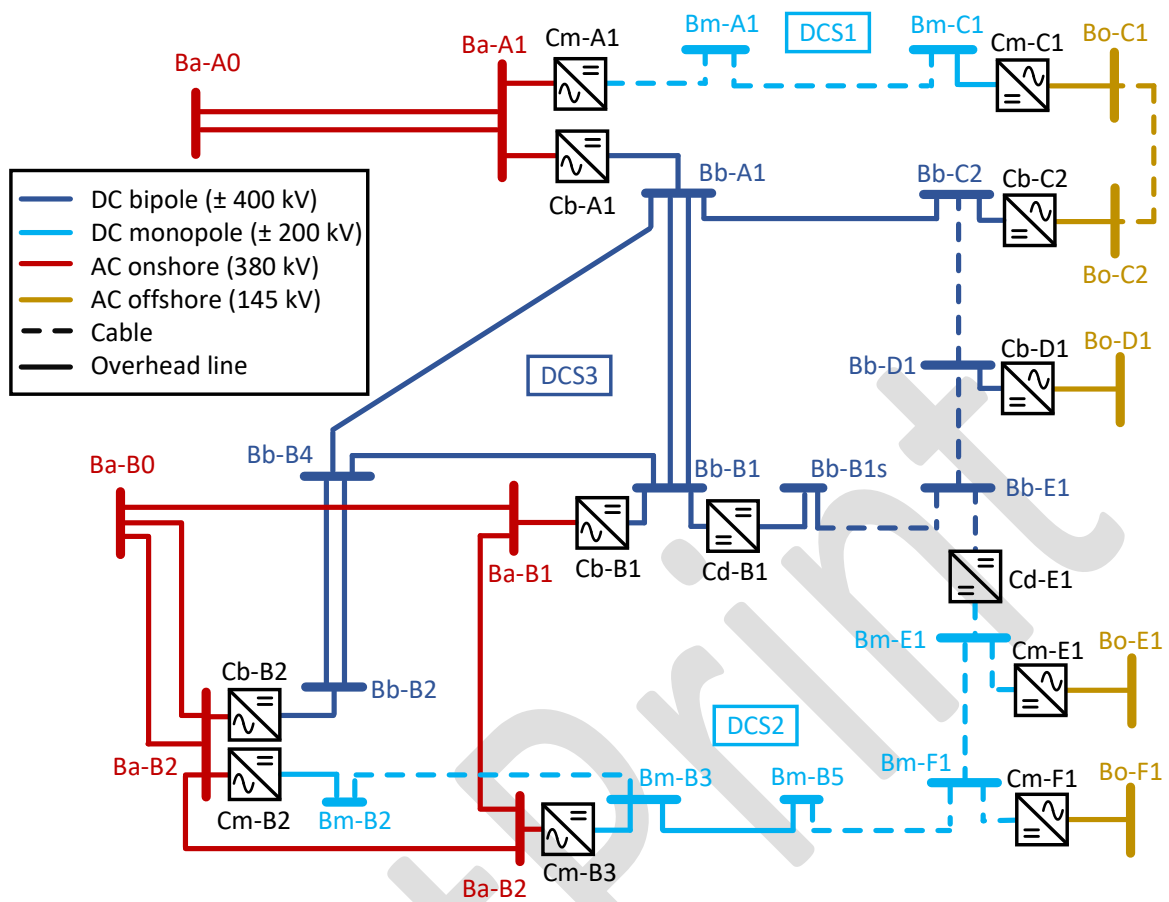 Ba-A0
Ba-A1
Cm-A1
Bm-A1
DCS1
Bm-C1
Cm-C1
Bo-C1
DC bipole (± 400 kV)
DC monopole (± 200 kV)
AC onshore (380 kV)
AC offshore (145 kV)
Cable
Overhead line
Cb-A1
Bb-A1
Bb-C2
Cb-C2
Bo-C2
DCS3
Bb-D1
Cb-D1
Bo-D1
Ba-B0
Bb-B4
Bb-B1
Bb-B1s
Bb-E1
Ba-B1
Cb-B1
Cd-B1
Cd-E1
Cb-B2
Bb-B2
Bm-E1
Cm-E1
Bo-E1
DCS2
Ba-B2
Cm-B2
Bm-B2
Bm-B3
Bm-B5
Bm-F1
Cm-F1
Bo-F1
Ba-B2
Cm-B3
print